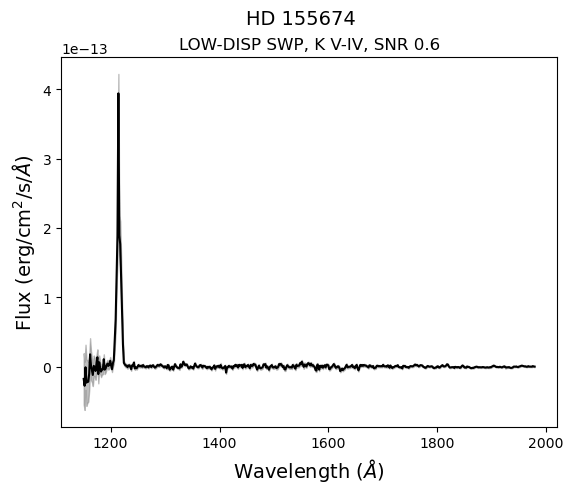 HD 155674
LOW-DISP SWP, K V-IV, SNR 0.6
1e−13
4
3
2
1
0
Flux (erg/cm²/s/Å)
1200
1400
1600
1800
2000
Wavelength (Å)